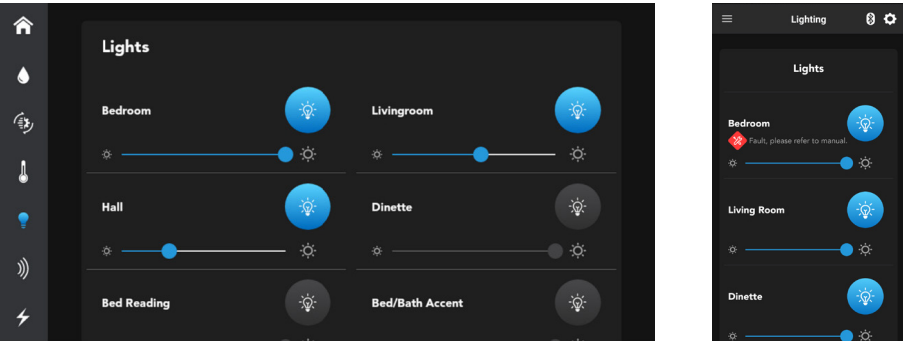 Lights
Bedroom
Livingroom
Hall
Dinette
Bed Reading
Bed/Bath Accent
Lighting
Lights
Bedroom
Fault, please refer to manual.
Living Room
Dinette